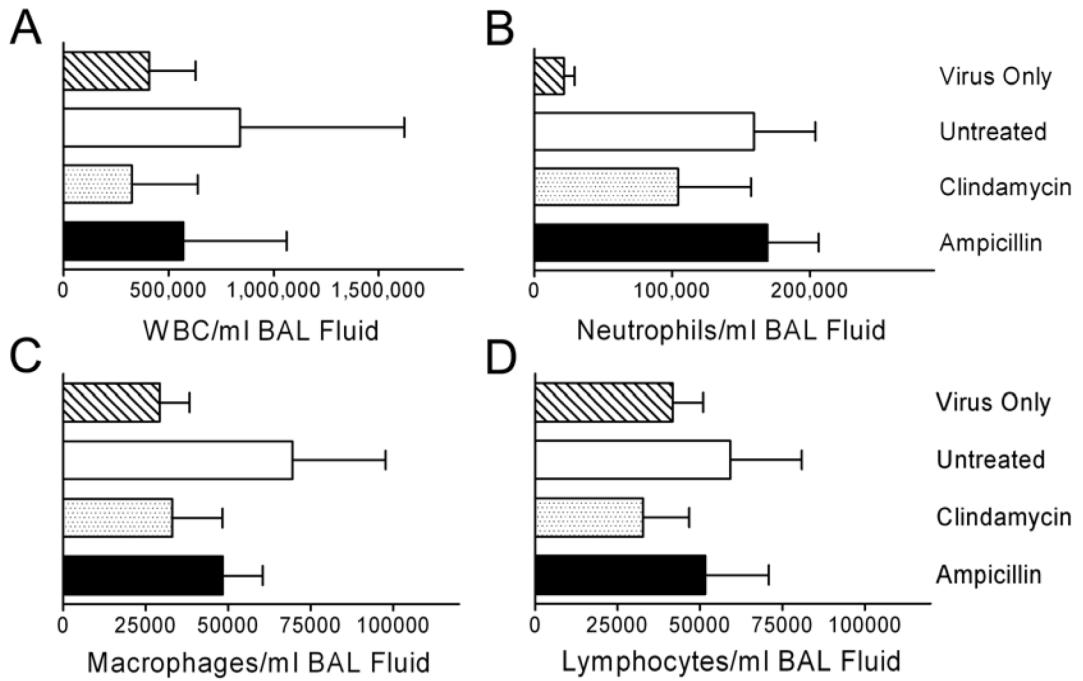 A
B
Virus Only
Untreated
Clindamycin
Ampicillin
0 500,000 1,000,000 1,500,000
WBC/ml BAL Fluid
0 100,000 200,000
Neutrophils/ml BAL Fluid
C
D
Virus Only
Untreated
Clindamycin
Ampicillin
0 25000 50000 75000 100000
Macrophages/ml BAL Fluid
0 25000 50000 75000 100000
Lymphocytes/ml BAL Fluid